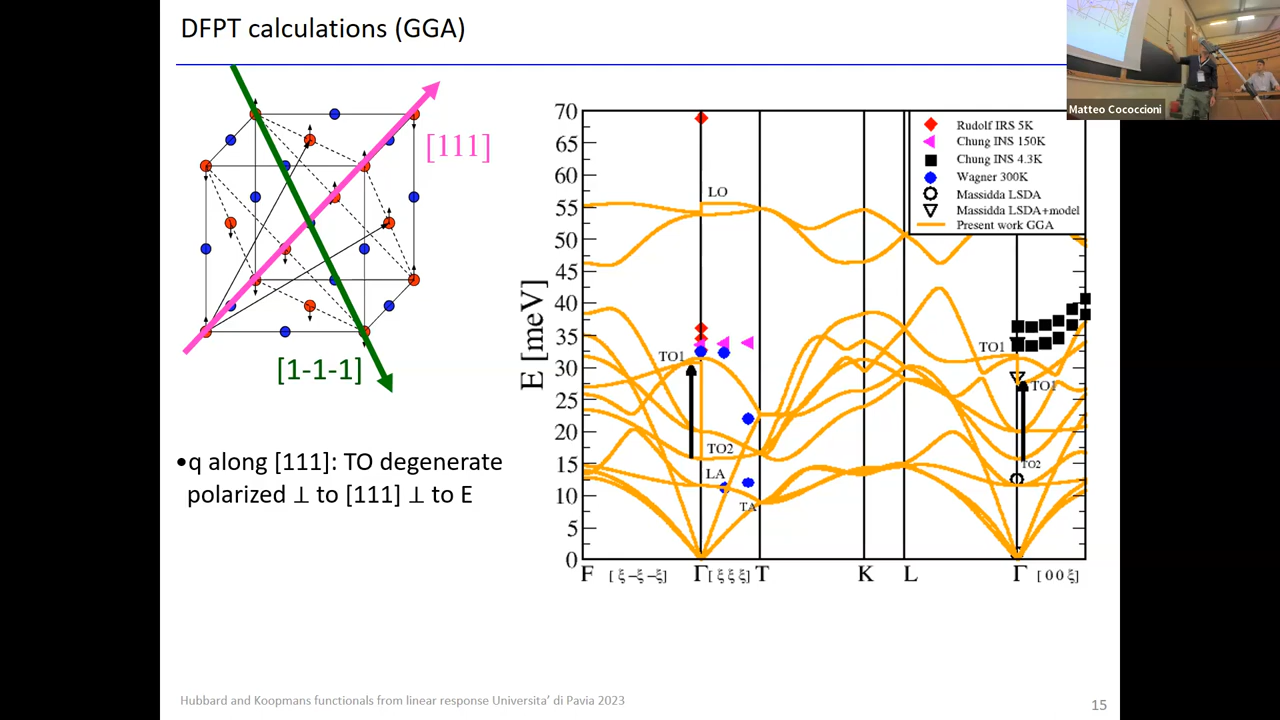 DFPT calculations (GGA)
Matteo Cococcioni
[111]
[1-1-1]
•q along [111]: TO degenerate
polarized ⊥ to [111] ⊥ to E
E [meV]
70
65
60
55
50
45
40
35
30
25
20
15
10
5
0
Rudolf IRS 5K
Chung INS 150K
Chung INS 4.3K
Wagner 300K
Massidda LSDA
Massidda LSDA+model
Present work GGA
LO
TO1
TO2
LA
TA
TO1
TO1
TO2
F [ ξ –ξ –ξ] Γ [ ξ ξ ξ] T K L Γ [ 0 0 ξ]
Hubbard and Koopmans functionals from linear response Universita’ di Pavia 2023
15